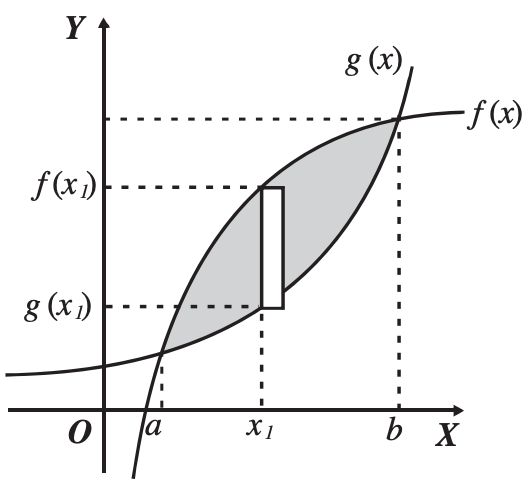 Y
g (x)
f (x)
f (x₁)
g (x₁)
O a x₁ b X